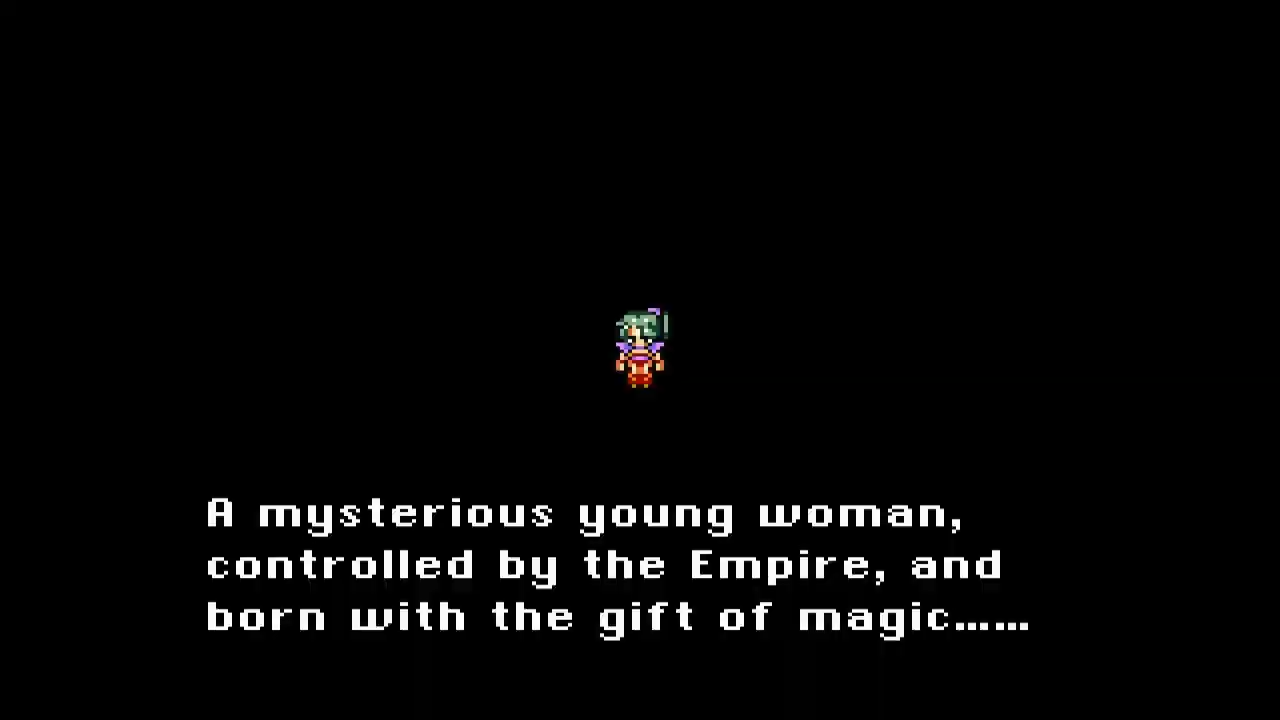 A mysterious young woman,
controlled by the Empire, and
born with the gift of magic……